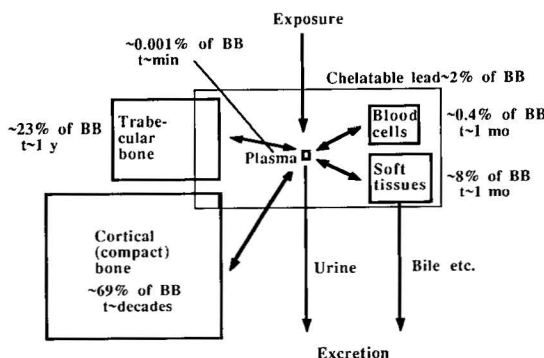 Exposure
~0.001% of BB
t~min
Chelatable lead~2% of BB
~23% of BB
t~1 y
Trabe-
cular
bone
Plasma
Blood
cells
~0.4% of BB
t~1 mo
Soft
tissues
~8% of BB
t~1 mo
Cortical
(compact)
bone
~69% of BB
t~decades
Urine
Bile etc.
Excretion